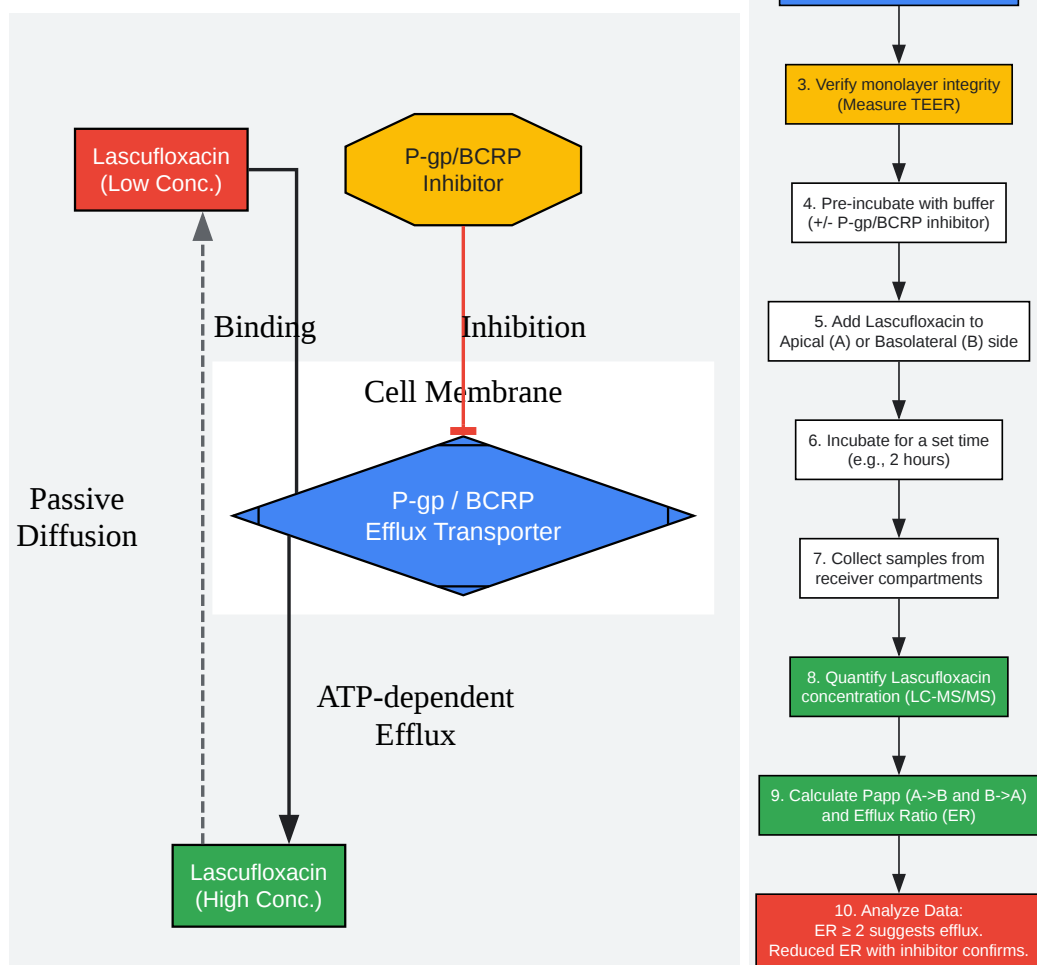 Lascufloxacin
(Low Conc.)
P-gp/BCRP
Inhibitor
Binding
Inhibition
Cell Membrane
P-gp / BCRP
Efflux Transporter
Passive
Diffusion
ATP-dependent
Efflux
Lascufloxacin
(High Conc.)
3. Verify monolayer integrity
(Measure TEER)
4. Pre-incubate with buffer
(+/- P-gp/BCRP inhibitor)
5. Add Lascufloxacin to
Apical (A) or Basolateral (B) side
6. Incubate for a set time
(e.g., 2 hours)
7. Collect samples from
receiver compartments
8. Quantify Lascufloxacin
concentration (LC-MS/MS)
9. Calculate Papp (A->B and B->A)
and Efflux Ratio (ER)
10. Analyze Data:
ER ≥ 2 suggests efflux.
Reduced ER with inhibitor confirms.